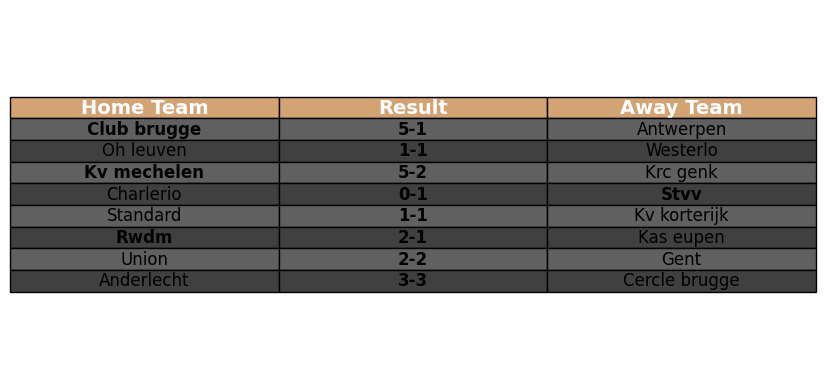 Home Team Result Away Team
Club brugge 5-1 Antwerpen
Oh leuven 1-1 Westerlo
Kv mechelen 5-2 Krc genk
Charlerio 0-1 Stvv
Standard 1-1 Kv korterijk
Rwdm 2-1 Kas eupen
Union 2-2 Gent
Anderlecht 3-3 Cercle brugge